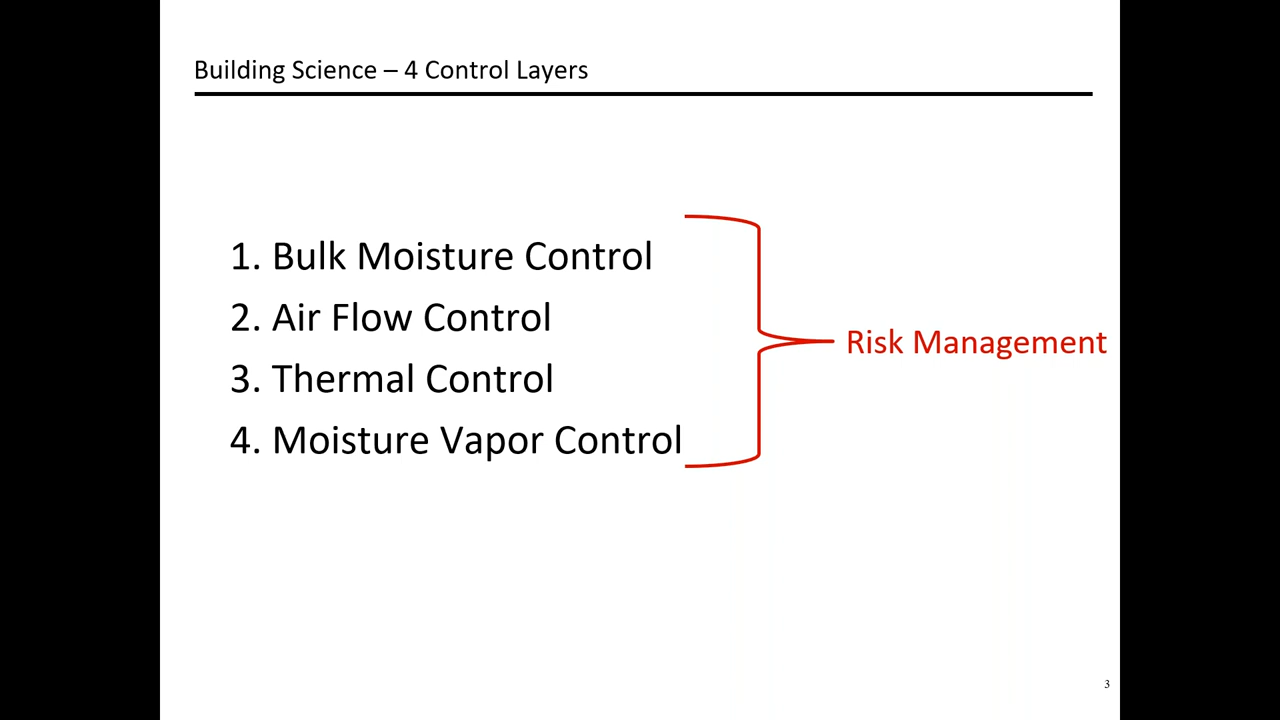 Building Science – 4 Control Layers
1. Bulk Moisture Control
2. Air Flow Control
3. Thermal Control
4. Moisture Vapor Control
Risk Management
3